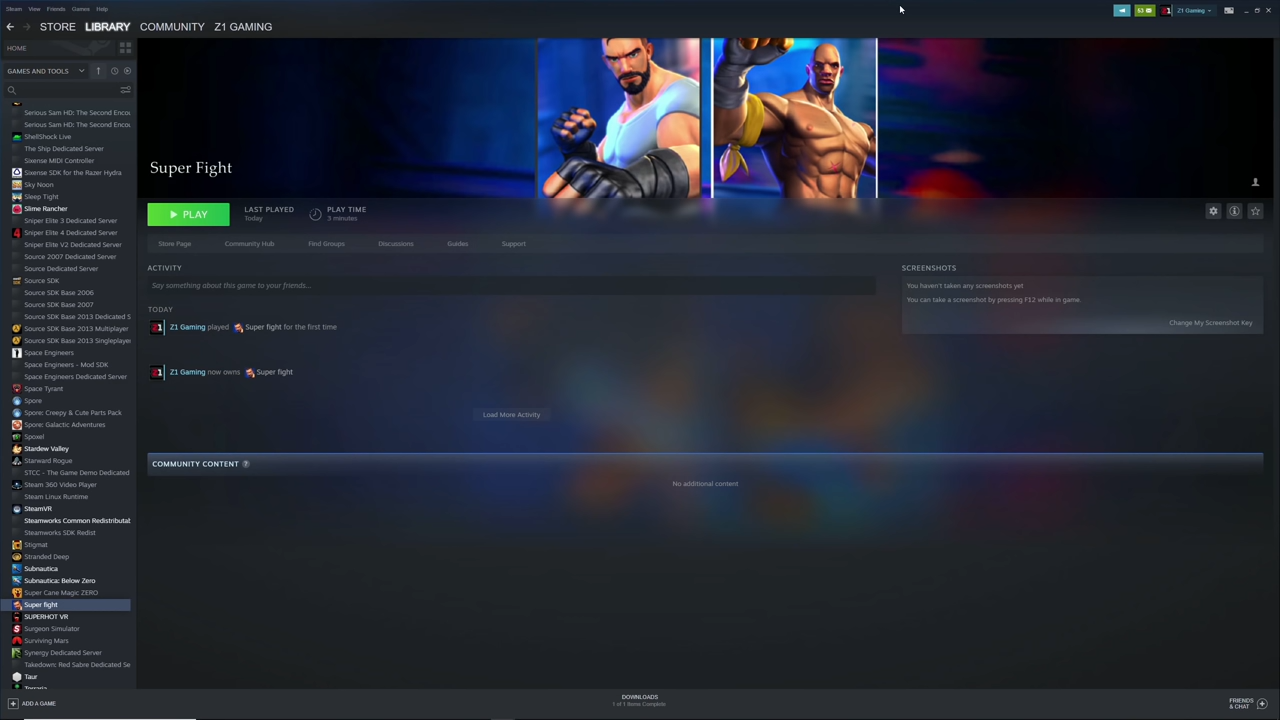 Steam View Friends Games Help
53 Z1 Gaming
STORE LIBRARY COMMUNITY Z1 GAMING
HOME
GAMES AND TOOLS
Serious Sam HD: The Second Encou
Serious Sam HD: The Second Encou
ShellShock Live
The Ship Dedicated Server
Sixense MIDI Controller
Sixense SDK for the Razer Hydra
Sky Noon
Sleep Tight
Slime Rancher
Sniper Elite 3 Dedicated Server
Sniper Elite 4 Dedicated Server
Sniper Elite V2 Dedicated Server
Source 2007 Dedicated Server
Source Dedicated Server
Source SDK
Source SDK Base 2006
Source SDK Base 2007
Source SDK Base 2013 Dedicated S
Source SDK Base 2013 Multiplayer
Source SDK Base 2013 Singleplayer
Space Engineers
Space Engineers - Mod SDK
Space Engineers Dedicated Server
Space Tyrant
Spore
Spore: Creepy & Cute Parts Pack
Spore: Galactic Adventures
Spoxel
Stardew Valley
Starward Rogue
STCC - The Game Demo Dedicated
Steam 360 Video Player
Steam Linux Runtime
SteamVR
Steamworks Common Redistributab
Steamworks SDK Redist
Stigmat
Stranded Deep
Subnautica
Subnautica: Below Zero
Super Cane Magic ZERO
Super fight
SUPERHOT VR
Surgeon Simulator
Surviving Mars
Synergy Dedicated Server
Takedown: Red Sabre Dedicated Se
Taur
Terraria
ADD A GAME
Super Fight
PLAY
LAST PLAYED
Today
PLAY TIME
3 minutes
Store Page Community Hub Find Groups Discussions Guides Support
ACTIVITY
Say something about this game to your friends...
TODAY
Z1 Gaming played Super fight for the first time
Z1 Gaming now owns Super fight
Load More Activity
SCREENSHOTS
You haven't taken any screenshots yet
You can take a screenshot by pressing F12 while in game.
Change My Screenshot Key
COMMUNITY CONTENT ?
No additional content
DOWNLOADS
1 of 1 Items Complete
FRIENDS
& CHAT